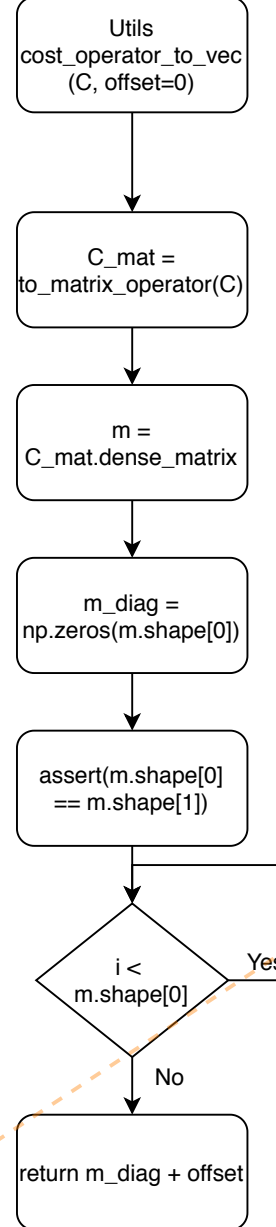 Utils
cost_operator_to_vec
(C, offset=0)
C_mat =
to_matrix_operator(C)
m =
C_mat.dense_matrix
m_diag =
np.zeros(m.shape[0])
assert(m.shape[0]
== m.shape[1])
i <
m.shape[0]
Yes
No
return m_diag + offset